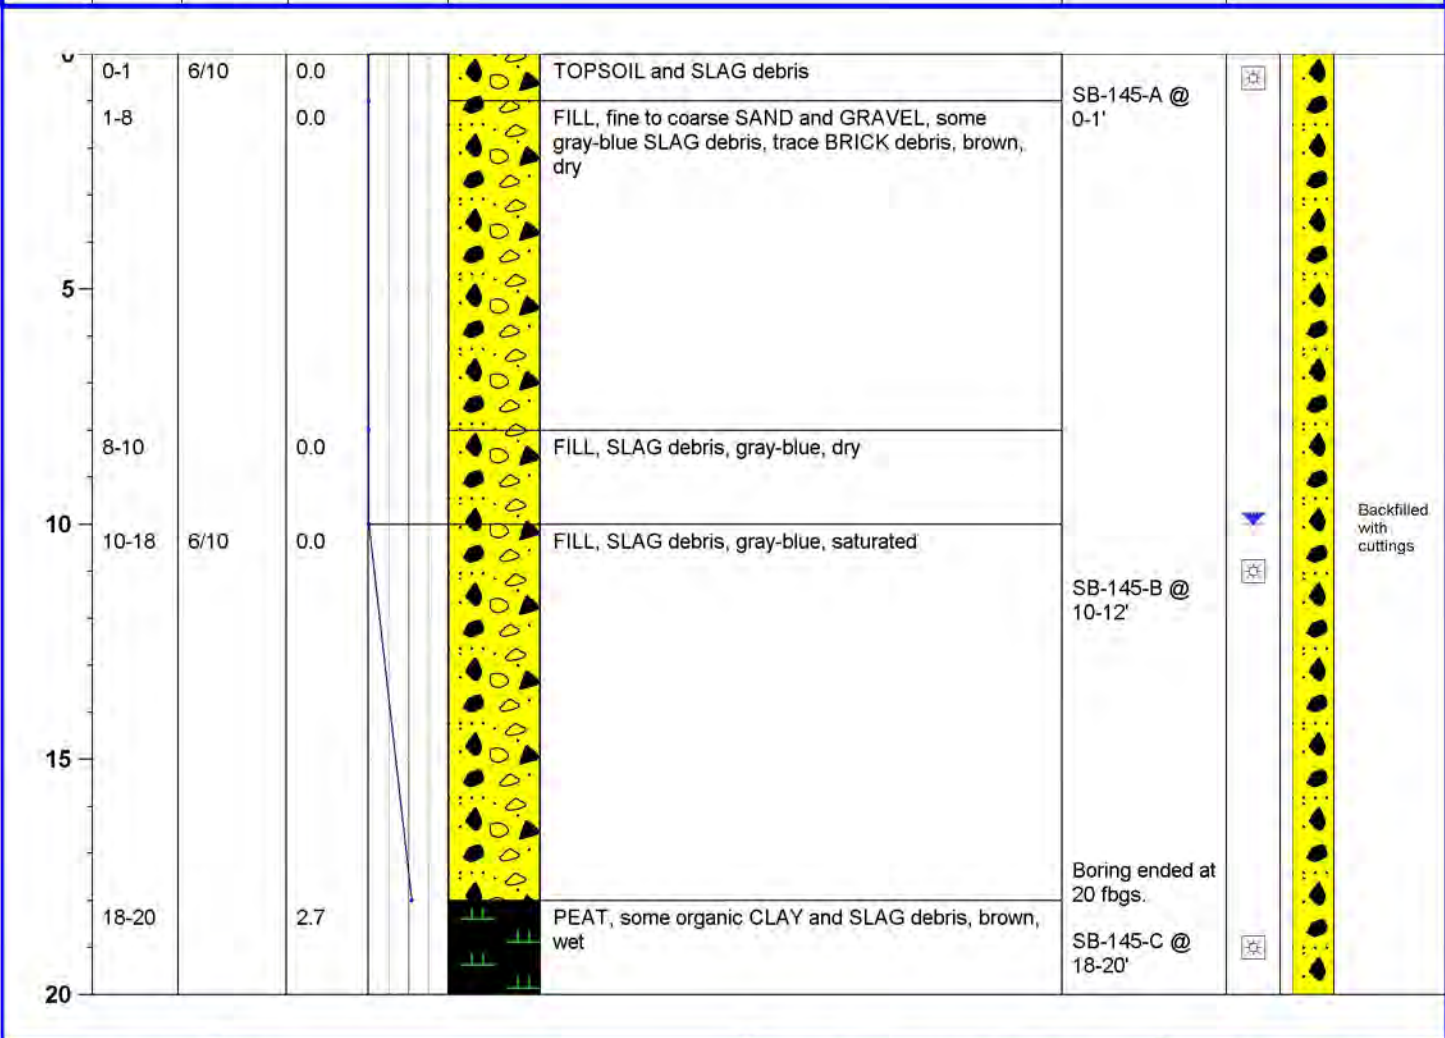 0
0-1 6/10 0.0 TOPSOIL and SLAG debris
SB-145-A @
0-1'
1-8 0.0 FILL, fine to coarse SAND and GRAVEL, some
gray-blue SLAG debris, trace BRICK debris, brown,
dry
5
8-10 0.0 FILL, SLAG debris, gray-blue, dry
10
Backfilled
with
cuttings
10-18 6/10 0.0 FILL, SLAG debris, gray-blue, saturated
SB-145-B @
10-12'
15
Boring ended at
20 fbgs.
18-20 2.7 PEAT, some organic CLAY and SLAG debris, brown,
wet
SB-145-C @
18-20'
20